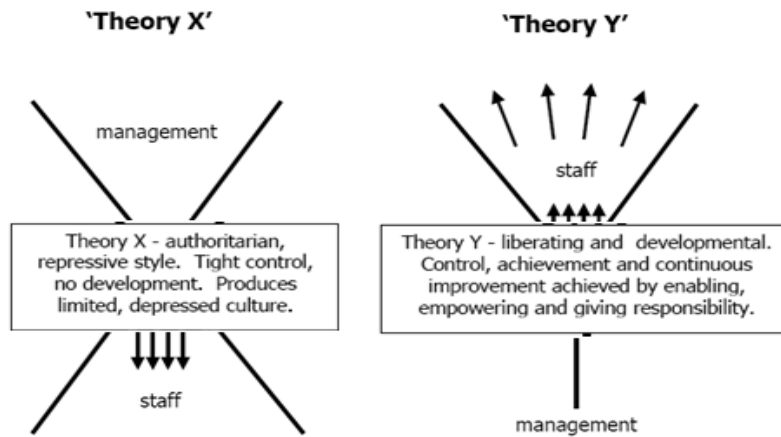 ‘Theory X’
management
Theory X - authoritarian,
repressive style. Tight control,
no development. Produces
limited, depressed culture.
staff
‘Theory Y’
staff
Theory Y - liberating and developmental.
Control, achievement and continuous
improvement achieved by enabling,
empowering and giving responsibility.
management